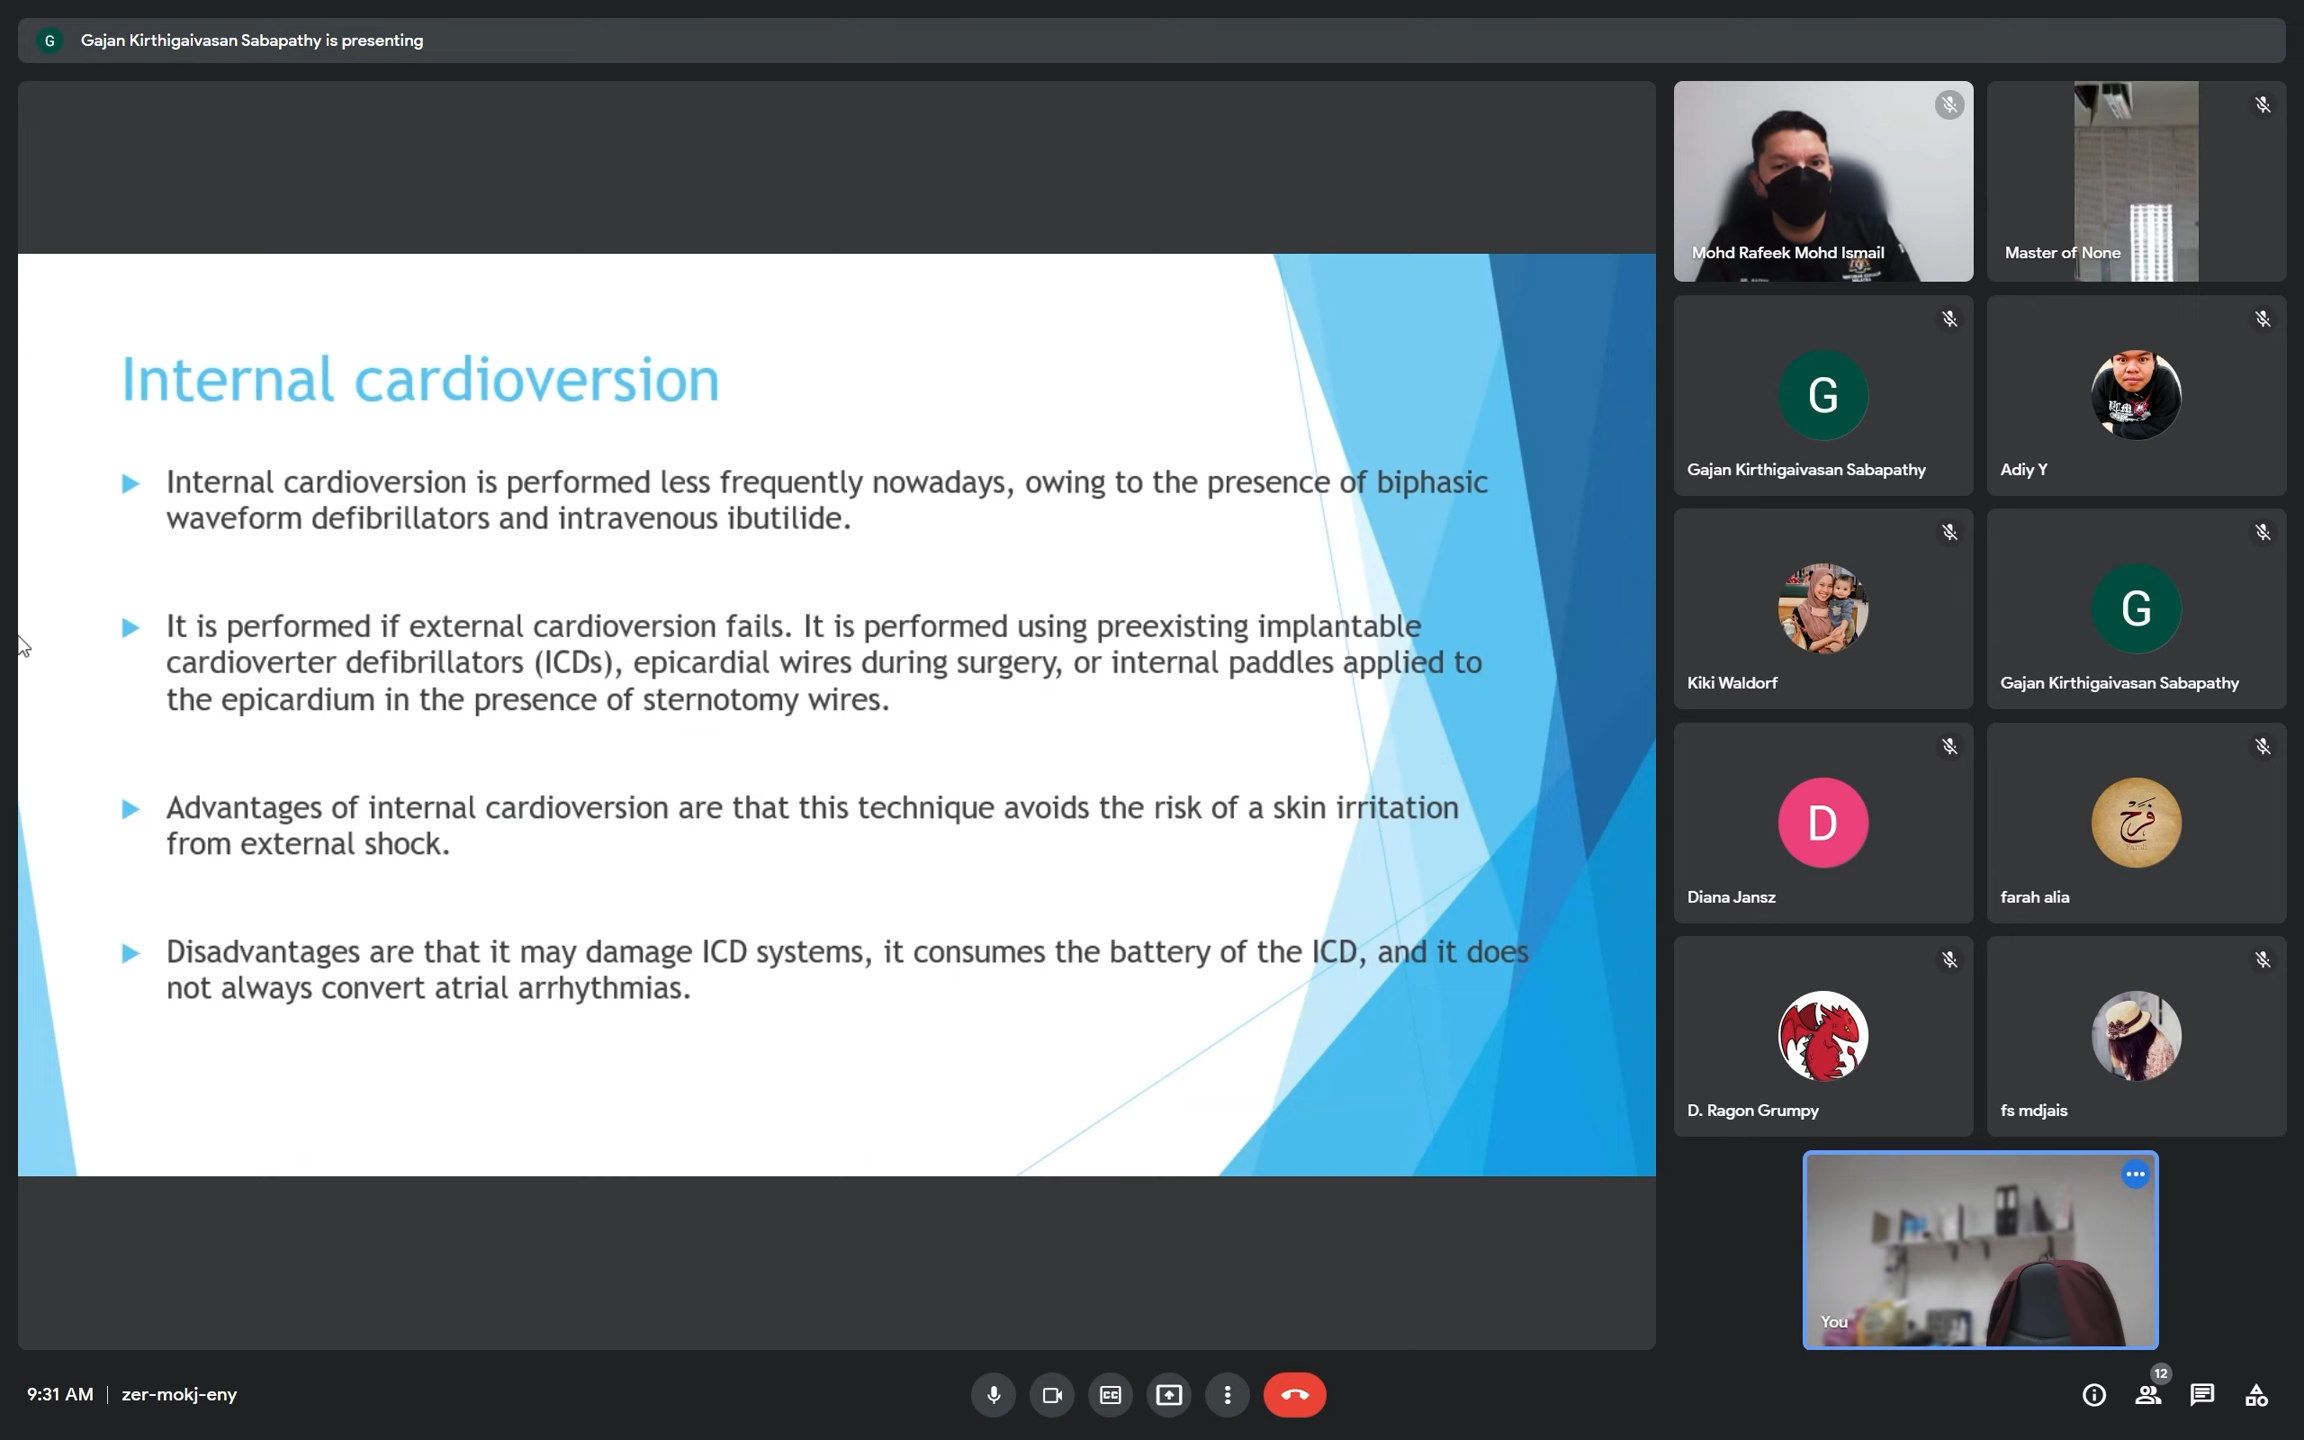 G Gajan Kirthigaivasan Sabapathy is presenting
Internal cardioversion
Internal cardioversion is performed less frequently nowadays, owing to the presence of biphasic
waveform defibrillators and intravenous ibutilide.
It is performed if external cardioversion fails. It is performed using preexisting implantable
cardioverter defibrillators (ICDs), epicardial wires during surgery, or internal paddles applied to
the epicardium in the presence of sternotomy wires.
Advantages of internal cardioversion are that this technique avoids the risk of a skin irritation
from external shock.
Disadvantages are that it may damage ICD systems, it consumes the battery of the ICD, and it does
not always convert atrial arrhythmias.
Mohd Rafeek Mohd Ismail
Master of None
G
Gajan Kirthigaivasan Sabapathy
Adiy Y
Kiki Waldorf
G
Gajan Kirthigaivasan Sabapathy
D
Diana Jansz
فرح
farah alia
D. Ragon Grumpy
fs mdjais
You
9:31 AM | zer-mokj-eny
CC
12